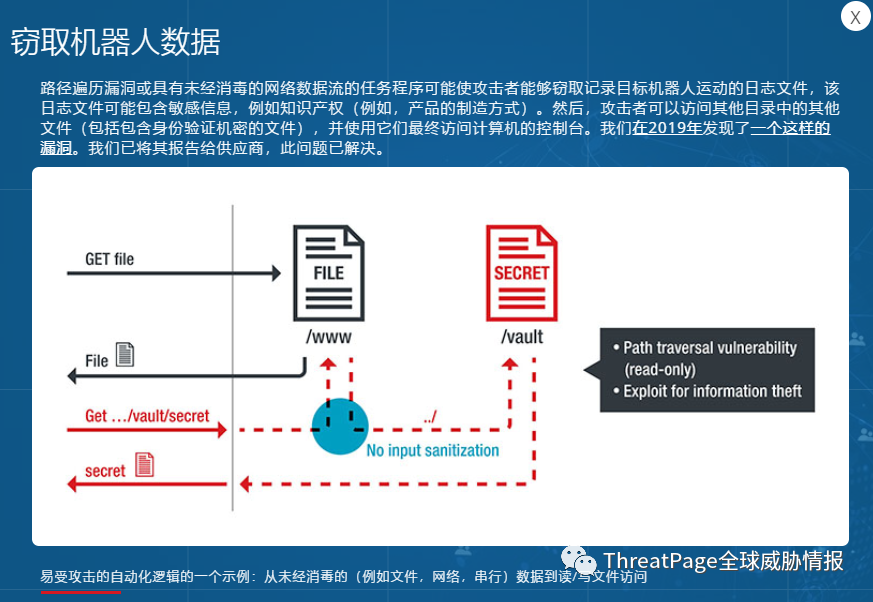 X
窃取机器人数据
路径遍历漏洞或具有未经消毒的网络数据流的任务程序可能使攻击者能够窃取记录目标机器人运动的日志文件，该
日志文件可能包含敏感信息，例如知识产权（例如，产品的制造方式）。然后，攻击者可以访问其他目录中的其他
文件（包括包含身份验证机密的文件），并使用它们最终访问计算机的控制台。我们在2019年发现了一个这样的
漏洞。我们已将其报告给供应商，此问题已解决。
GET file
FILE
SECRET
/www
/vault
File
• Path traversal vulnerability
(read-only)
• Exploit for information theft
Get .../vault/secret
../
No input sanitization
secret
ThreatPage全球威胁情报
易受攻击的自动化逻辑的一个示例：从未经消毒的（例如文件，网络，串行）数据到读/写文件访问